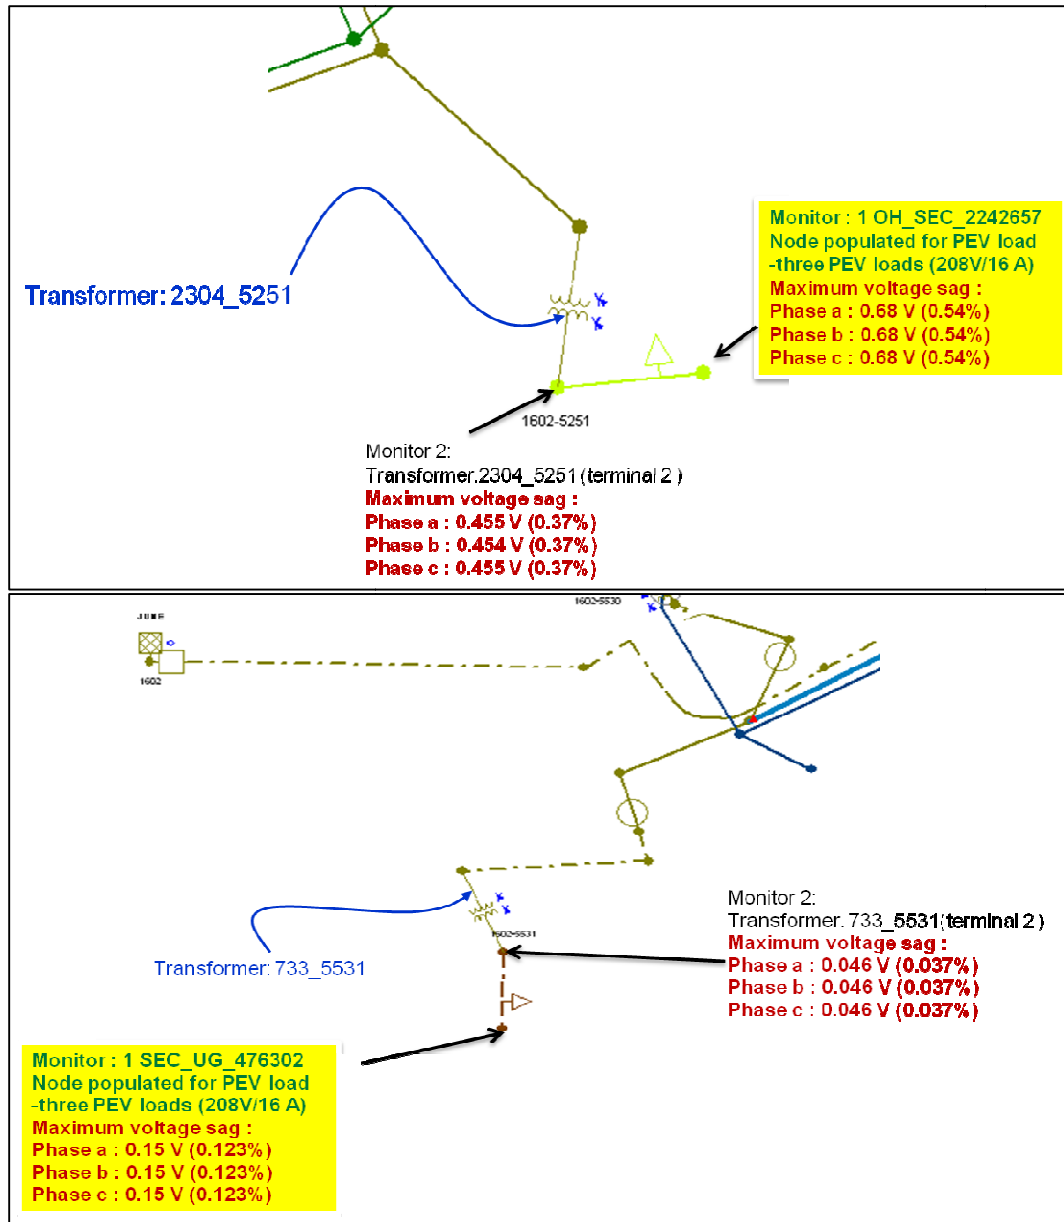 Transformer: 2304_5251
Monitor : 1 OH_SEC_2242657
Node populated for PEV load
-three PEV loads (208V/16 A)
Maximum voltage sag :
Phase a : 0.68 V (0.54%)
Phase b : 0.68 V (0.54%)
Phase c : 0.68 V (0.54%)
1602-5251
Monitor 2:
Transformer.2304_5251 (terminal 2 )
Maximum voltage sag :
Phase a : 0.455 V (0.37%)
Phase b : 0.454 V (0.37%)
Phase c : 0.455 V (0.37%)
1602-5530
1602
1602-5531
Transformer: 733_5531
Monitor 2:
Transformer. 733_5531(terminal 2 )
Maximum voltage sag :
Phase a : 0.046 V (0.037%)
Phase b : 0.046 V (0.037%)
Phase c : 0.046 V (0.037%)
Monitor : 1 SEC_UG_476302
Node populated for PEV load
-three PEV loads (208V/16 A)
Maximum voltage sag :
Phase a : 0.15 V (0.123%)
Phase b : 0.15 V (0.123%)
Phase c : 0.15 V (0.123%)